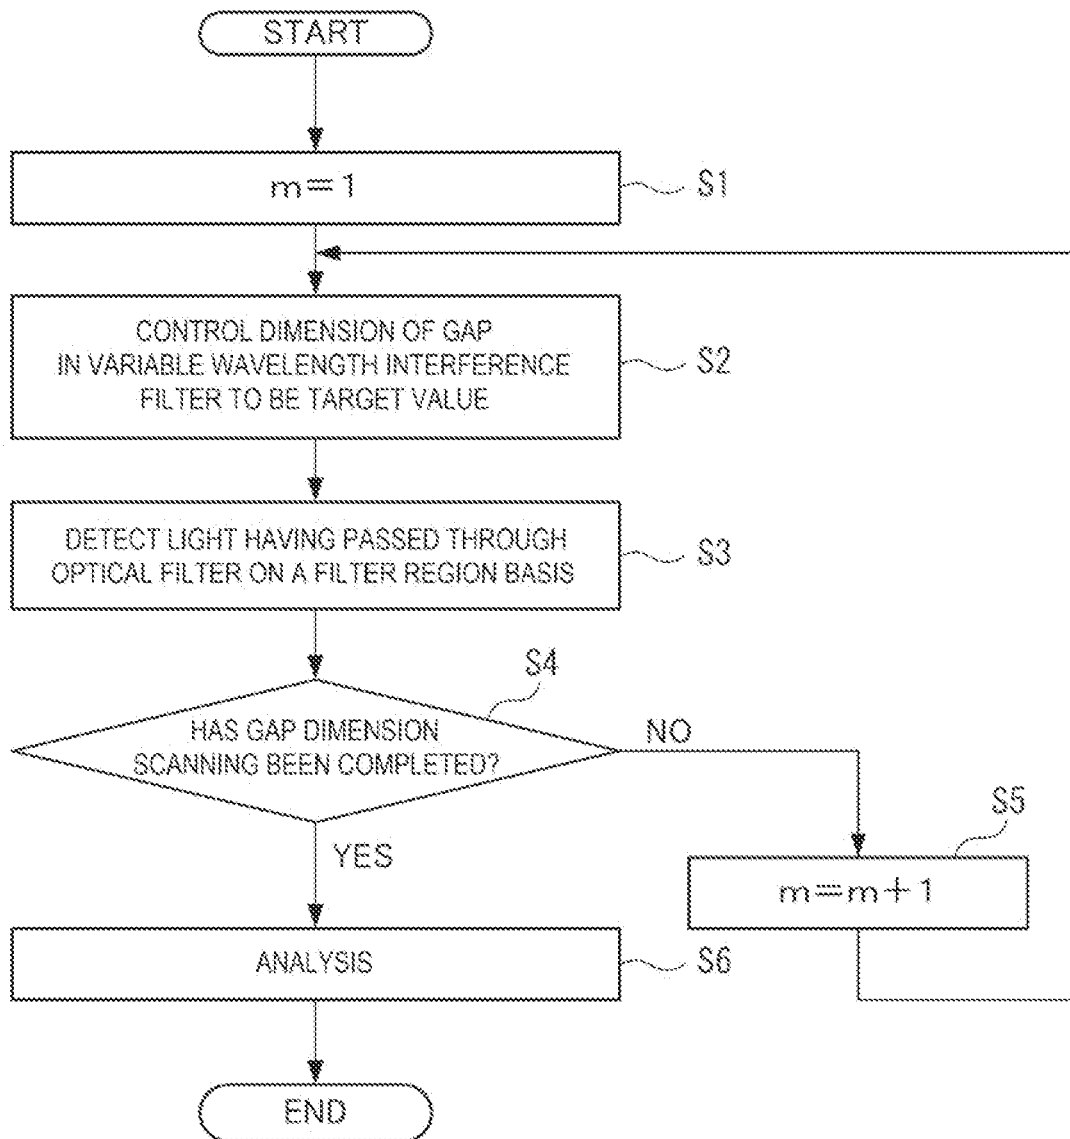 START
m=1
S1
CONTROL DIMENSION OF GAP
IN VARIABLE WAVELENGTH INTERFERENCE
FILTER TO BE TARGET VALUE
S2
DETECT LIGHT HAVING PASSED THROUGH
OPTICAL FILTER ON A FILTER REGION BASIS
S3
S4
HAS GAP DIMENSION
SCANNING BEEN COMPLETED?
NO
S5
YES
m=m+1
ANALYSIS
S6
END